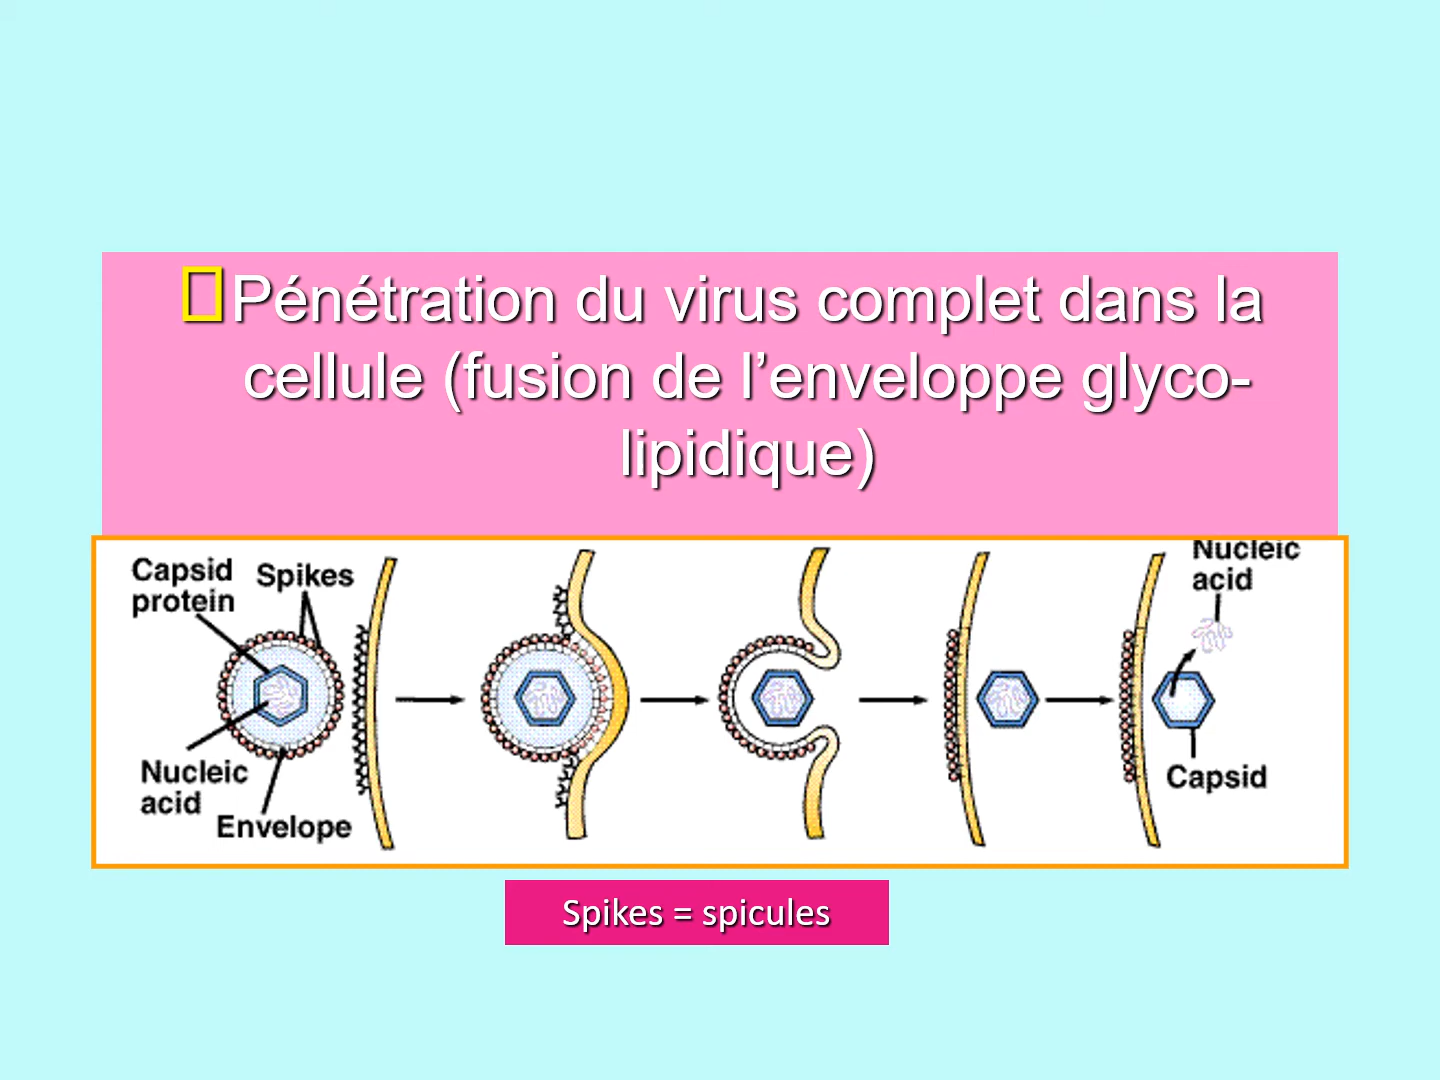 Pénétration du virus complet dans la
cellule (fusion de l’enveloppe glyco-
lipidique)
Capsid
protein
Spikes
Nucleic
acid
Envelope
Nucleic
acid
Capsid
Spikes = spicules